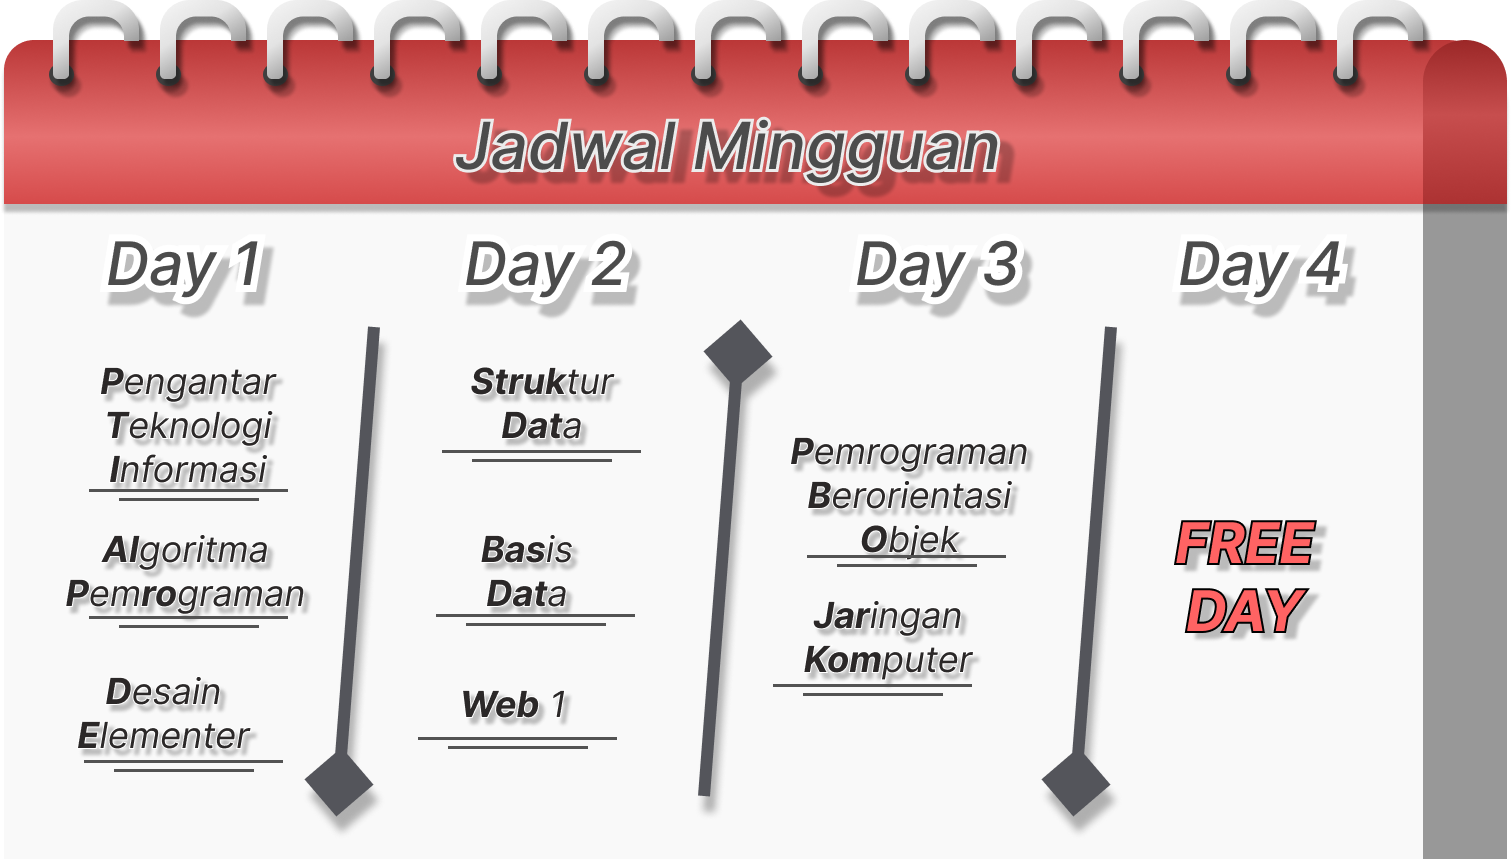 Jadwal Mingguan
Day 1
Pengantar
Teknologi
Informasi
Algoritma
Pemrograman
Desain
Elementer
Day 2
Struktur
Data
Basis
Data
Web 1
Day 3
Pemrograman
Berorientasi
Objek
Jaringan
Komputer
Day 4
FREE
DAY